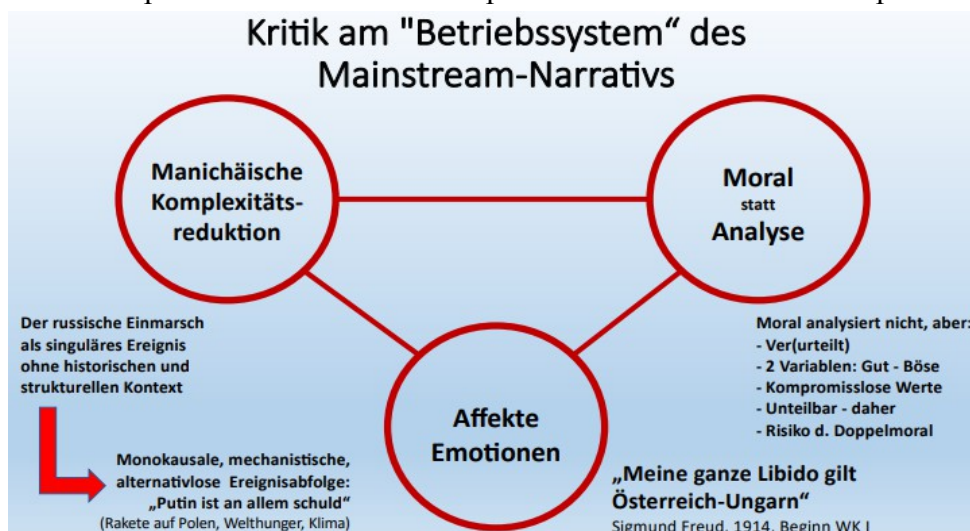 Kritik am "Betriebssystem“ des
Mainstream-Narrativs
Manichäische
Komplexitäts-
reduktion
Moral
statt
Analyse
Der russische Einmarsch
als singuläres Ereignis
ohne historischen und
strukturellen Kontext
Moral analysiert nicht, aber:
- Ver(urteilt)
- 2 Variablen: Gut - Böse
- Kompromisslose Werte
- Unteilbar - daher
- Risiko d. Doppelmoral
Affekte
Emotionen
Monokausale, mechanistische,
alternativlose Ereignisabfolge:
„Putin ist an allem schuld“
(Rakete auf Polen, Welthunger, Klima)
„Meine ganze Libido gilt
Österreich-Ungarn“
Sigmund Freud, 1914, Beginn WK I